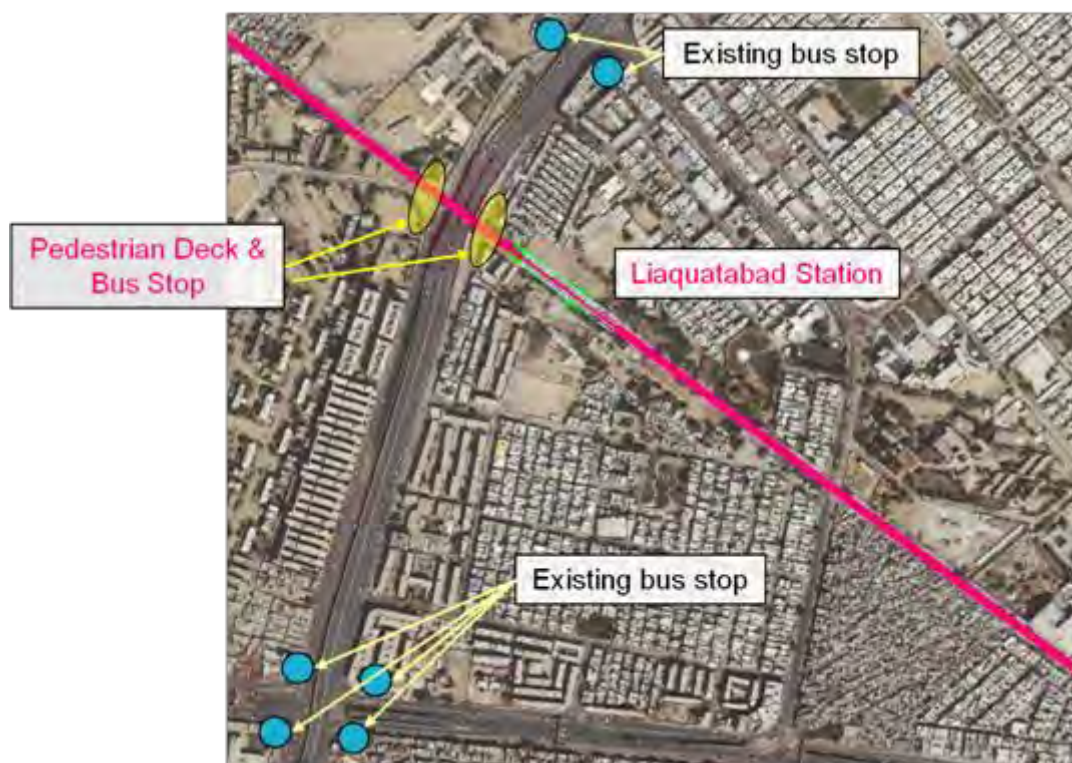 Existing bus stop
Pedestrian Deck &
Bus Stop
Liaquatabad Station
Existing bus stop